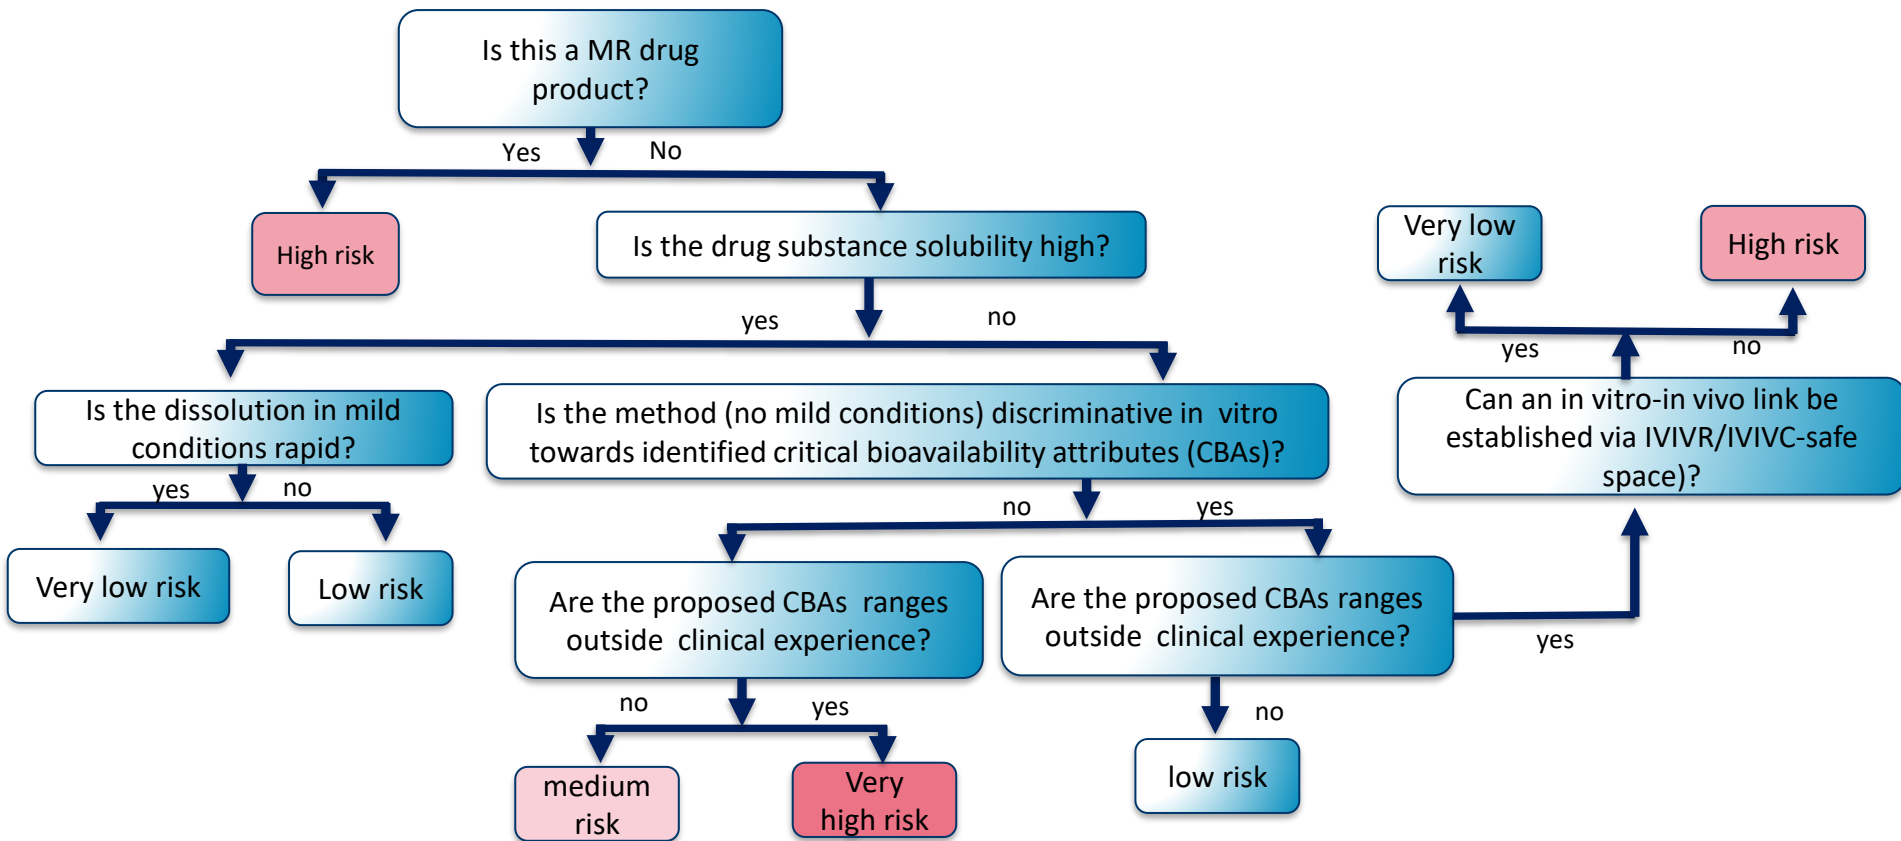 Is this a MR drug
product?
Yes
No
High risk
Is the drug substance solubility high?
Very low
risk
High risk
yes
no
yes
no
Is the dissolution in mild
conditions rapid?
Is the method (no mild conditions) discriminative in vitro
towards identified critical bioavailability attributes (CBAs)?
Can an in vitro-in vivo link be
established via IVIVR/IVIVC-safe
space)?
yes
no
no
yes
Very low risk
Low risk
Are the proposed CBAs ranges
outside clinical experience?
Are the proposed CBAs ranges
outside clinical experience?
yes
no
yes
no
medium
risk
Very
high risk
low risk